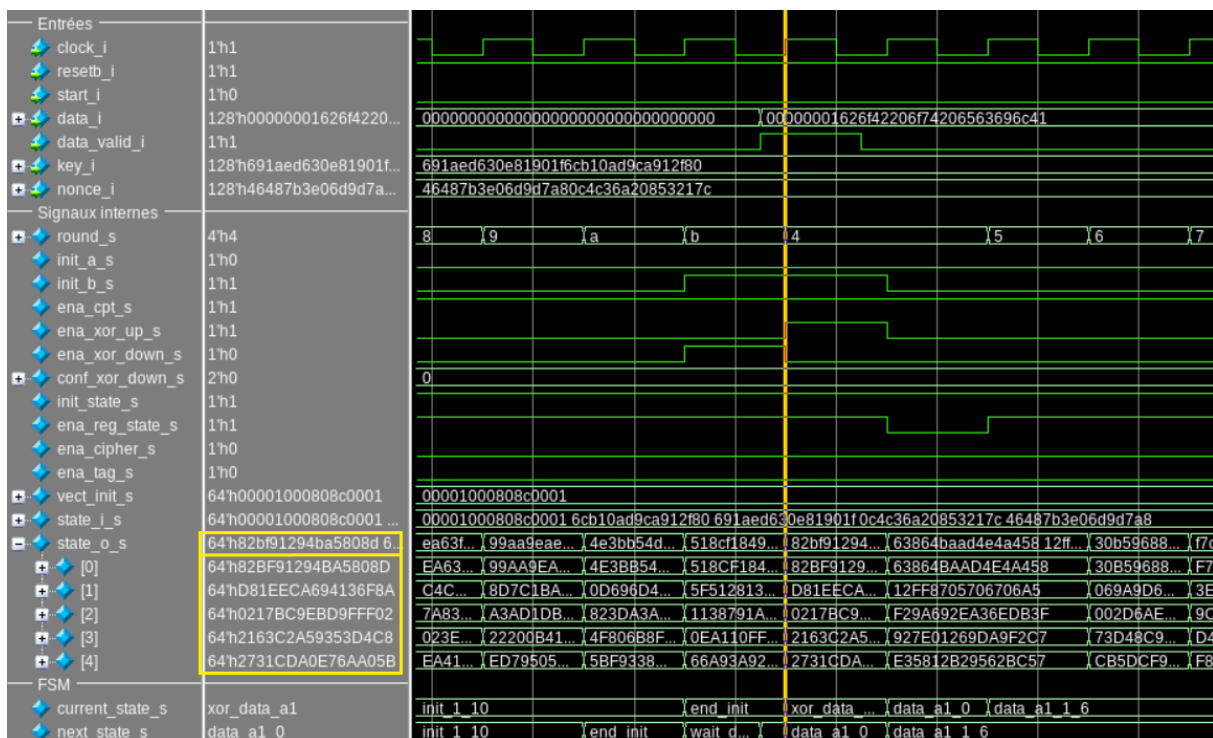 Entrées
clock_i 1'h1
resetb_i 1'h1
start_i 1'h0
data_i 128'h00000001626f4220... 00000000000000000000000000000000 00000001626f42206f74206563696c41
data_valid_i 1'h1
key_i 128'h691aed630e81901f... 691aed630e81901f6cb10ad9ca912f80
nonce_i 128'h46487b3e06d9d7a... 46487b3e06d9d7a80c4c36a20853217c
Signaux internes
round_s 4'h4 8 9 a b 4 5 6 7
init_a_s 1'h0
init_b_s 1'h1
ena_cpt_s 1'h1
ena_xor_up_s 1'h1
ena_xor_down_s 1'h0
conf_xor_down_s 2'h0 0
init_state_s 1'h1
ena_reg_state_s 1'h1
ena_cipher_s 1'h0
ena_tag_s 1'h0
vect_init_s 64'h00001000808c0001 00001000808c0001
state_i_s 64'h00001000808c0001 ... 00001000808c0001 6cb10ad9ca912f80 691aed630e81901f 0c4c36a20853217c 46487b3e06d9d7a8
state_o_s 64'h82bf91294ba5808d 6... ea63f... 99aa9eae... 4e3bb54d... 518cf1849... 82bf91294... 63864baad4e4a458 12ff... 30b59688... f7c
[0] 64'h82BF91294BA5808D EA63... 99AA9EA... 4E3BB54... 518CF184... 82BF9129... 63864BAAD4E4A458 30B59688... F7
[1] 64'hD81EECA694136F8A C4C... 8D7C1BA... 0D696D4... 5F512813... D81EECA... 12FF8705706706A5 069A9D6... 3E
[2] 64'h0217BC9EBD9FFF02 7A83... A3AD1DB... 823DA3A... 1138791A... 0217BC9... F29A692EA36EDB3F 002D6AE... 9C
[3] 64'h2163C2A59353D4C8 023E... 22200B41... 4F806B8F... 0EA110FF... 2163C2A5... 927E01269DA9F2C7 73D48C9... D4
[4] 64'h2731CDA0E76AA05B EA41... ED79505... 5BF9338... 66A93A92... 2731CDA... E35812B29562BC57 CB5DCF9... F8
FSM
current_state_s xor_data_a1 init_1_10 end_init xor_data_... data_a1_0 data_a1_1_6
next_state_s data_a1_0 init_1_10 end_init wait_d... data_a1_0 data_a1_1_6